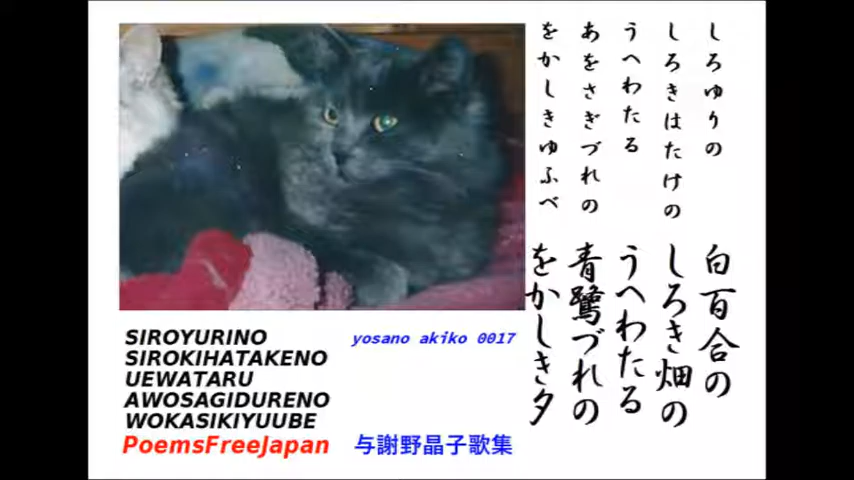 しろゆりの
しろきはたけの
うへわたる
あをさぎづれの
をかしきゆふべ
白百合の
しろき畑の
うへわたる
青鷺づれの
をかしき夕
SIROYURINO
SIROKIHATAKENO
UEWATARU
AWOSAGIDURENO
WOKASIKIYUUBE
yosano akiko 0017
PoemsFreeJapan
与謝野晶子歌集